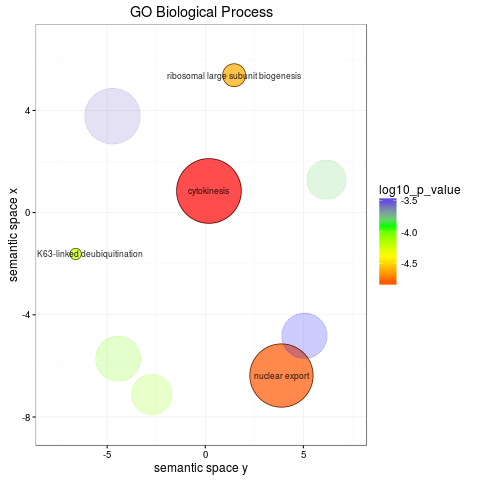 GO Biological Process
ribosomal large subunit biogenesis
cytokinesis
K63-linked deubiquitination
nuclear export
4
0
-4
-8
-5
0
5
semantic space x
semantic space y
log10_p_value
-3.5
-4.0
-4.5